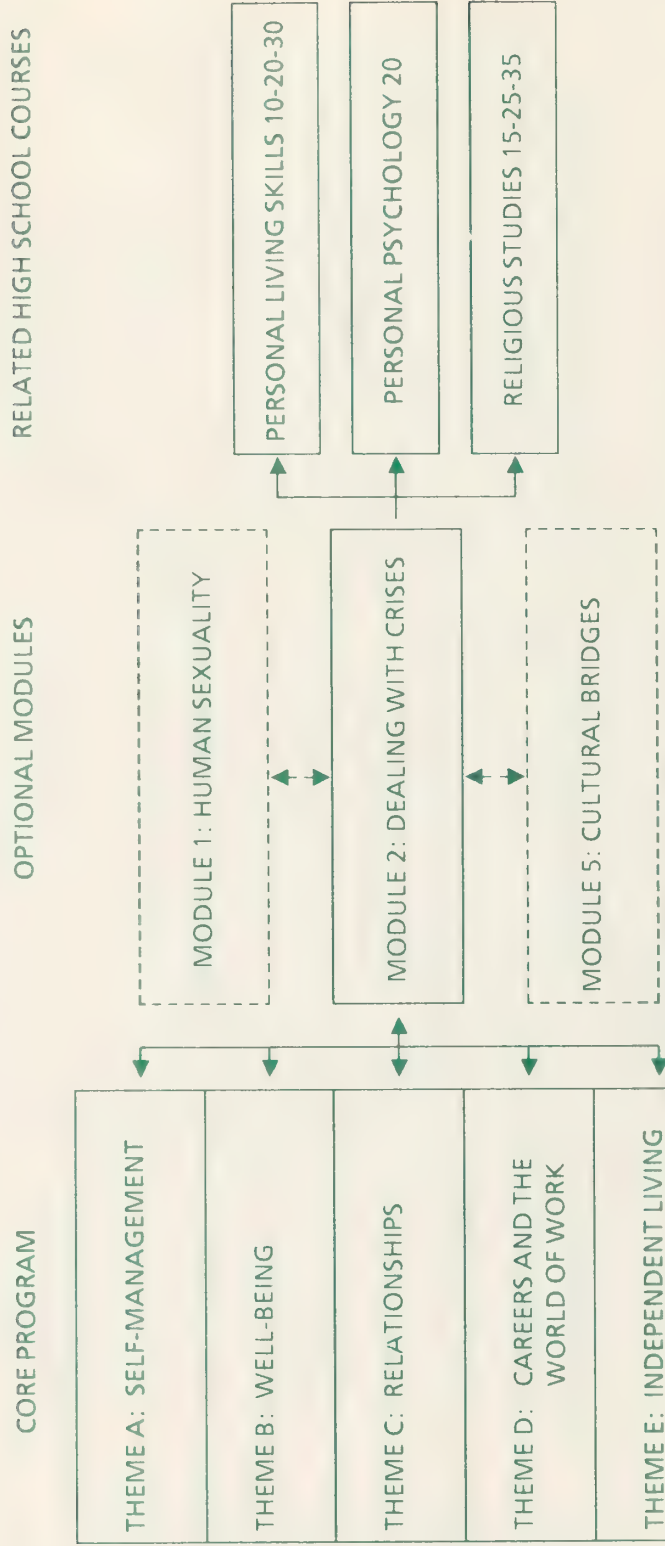 CORE PROGRAM
THEME A: SELF-MANAGEMENT
THEME B: WELL-BEING
THEME C: RELATIONSHIPS
THEME D: CAREERS AND THE
WORLD OF WORK
THEME E: INDEPENDENT LIVING
OPTIONAL MODULES
MODULE 1: HUMAN SEXUALITY
MODULE 2: DEALING WITH CRISES
MODULE 5: CULTURAL BRIDGES
RELATED HIGH SCHOOL COURSES
PERSONAL LIVING SKILLS 10-20-30
PERSONAL PSYCHOLOGY 20
RELIGIOUS STUDIES 15-25-35